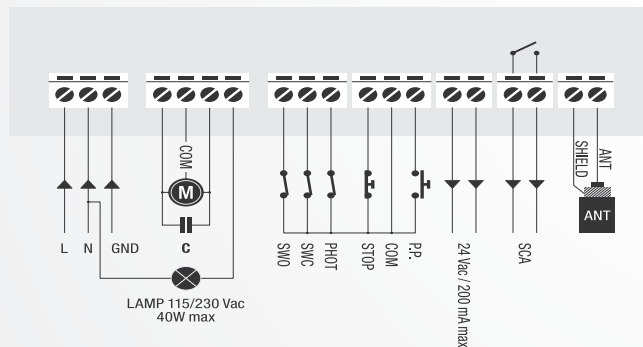 COM
M
SHIELD
ANT
L
N
GND
C
ANT
SWO
SWC
PHOT
STOP
COM
P.P.
24 Vac / 200 mA max
SCA
LAMP 115/230 Vac
40W max